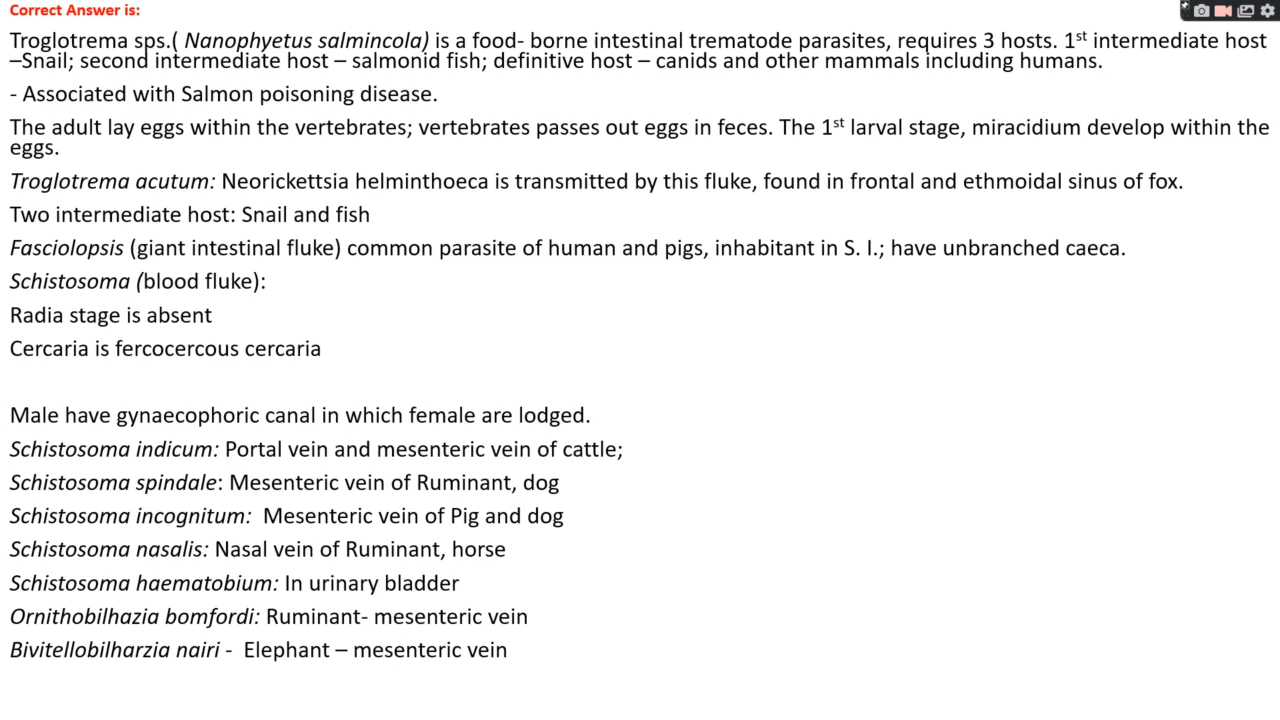 Correct Answer is:
Troglotrema sps.( Nanophyetus salmincola) is a food- borne intestinal trematode parasites, requires 3 hosts. 1st intermediate host
–Snail; second intermediate host – salmonid fish; definitive host – canids and other mammals including humans.
- Associated with Salmon poisoning disease.
The adult lay eggs within the vertebrates; vertebrates passes out eggs in feces. The 1st larval stage, miracidium develop within the
eggs.
Troglotrema acutum: Neorickettsia helminthoeca is transmitted by this fluke, found in frontal and ethmoidal sinus of fox.
Two intermediate host: Snail and fish
Fasciolopsis (giant intestinal fluke) common parasite of human and pigs, inhabitant in S. I.; have unbranched caeca.
Schistosoma (blood fluke):
Radia stage is absent
Cercaria is fercocercous cercaria
Male have gynaecophoric canal in which female are lodged.
Schistosoma indicum: Portal vein and mesenteric vein of cattle;
Schistosoma spindale: Mesenteric vein of Ruminant, dog
Schistosoma incognitum:  Mesenteric vein of Pig and dog
Schistosoma nasalis: Nasal vein of Ruminant, horse
Schistosoma haematobium: In urinary bladder
Ornithobilhazia bomfordi: Ruminant- mesenteric vein
Bivitellobilharzia nairi -  Elephant – mesenteric vein